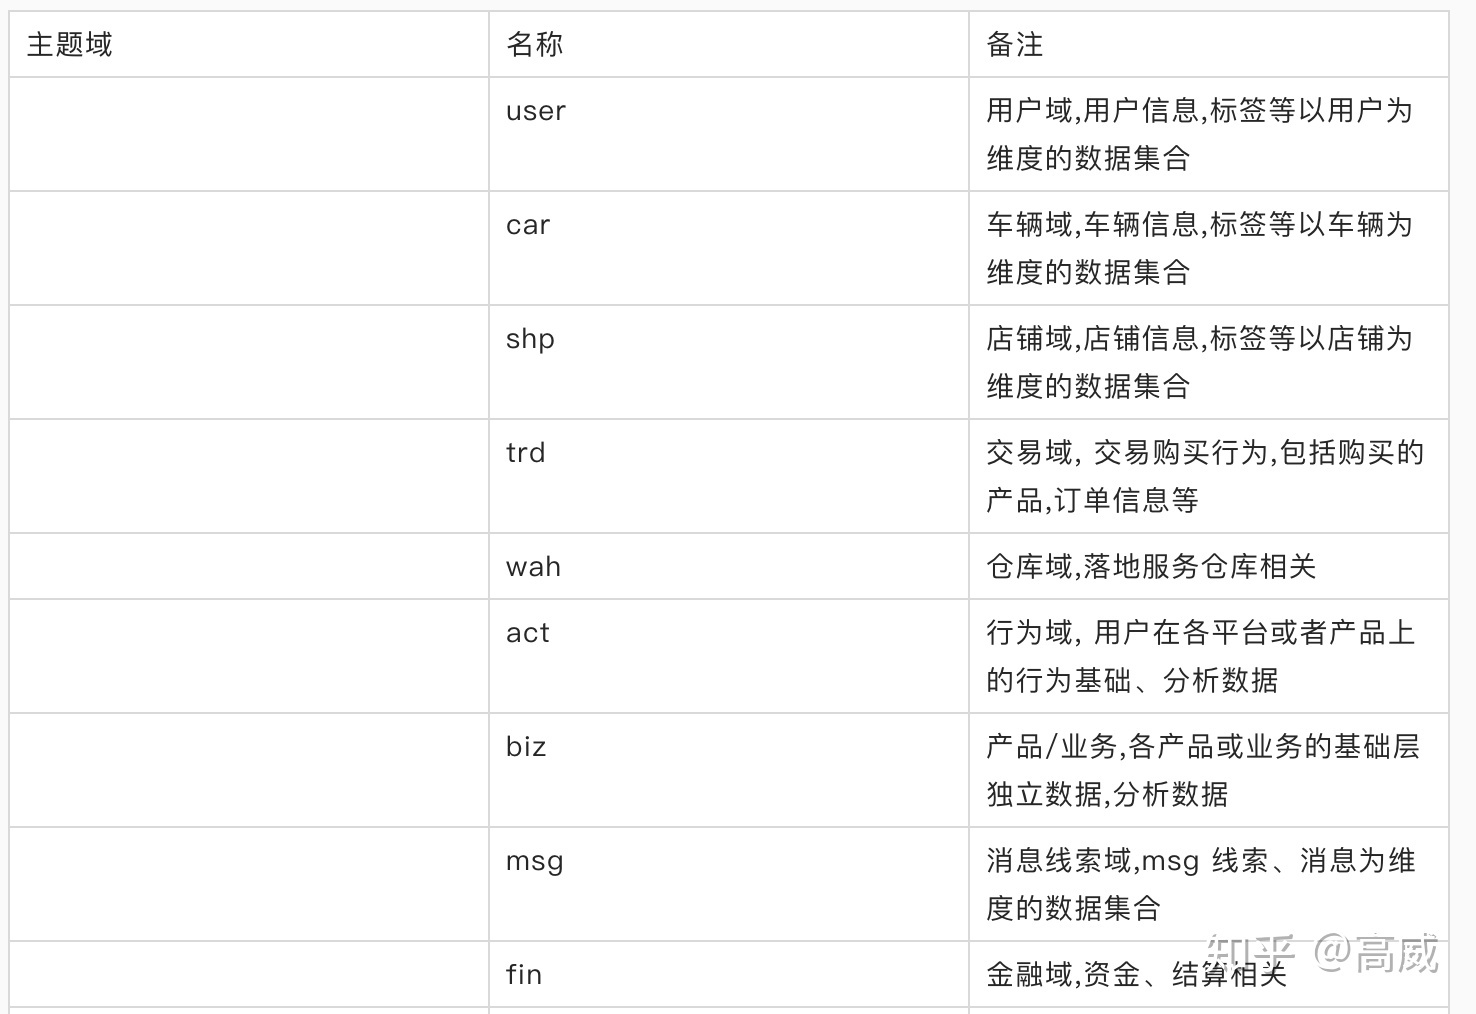 主题域
名称
备注
user
用户域,用户信息,标签等以用户为
维度的数据集合
car
车辆域,车辆信息,标签等以车辆为
维度的数据集合
shp
店铺域,店铺信息,标签等以店铺为
维度的数据集合
trd
交易域, 交易购买行为,包括购买的
产品,订单信息等
wah
仓库域,落地服务仓库相关
act
行为域, 用户在各平台或者产品上
的行为基础、分析数据
biz
产品/业务,各产品或业务的基础层
独立数据,分析数据
msg
消息线索域,msg 线索、消息为维
度的数据集合
fin
金融域,资金、结算相关
知乎 @高威